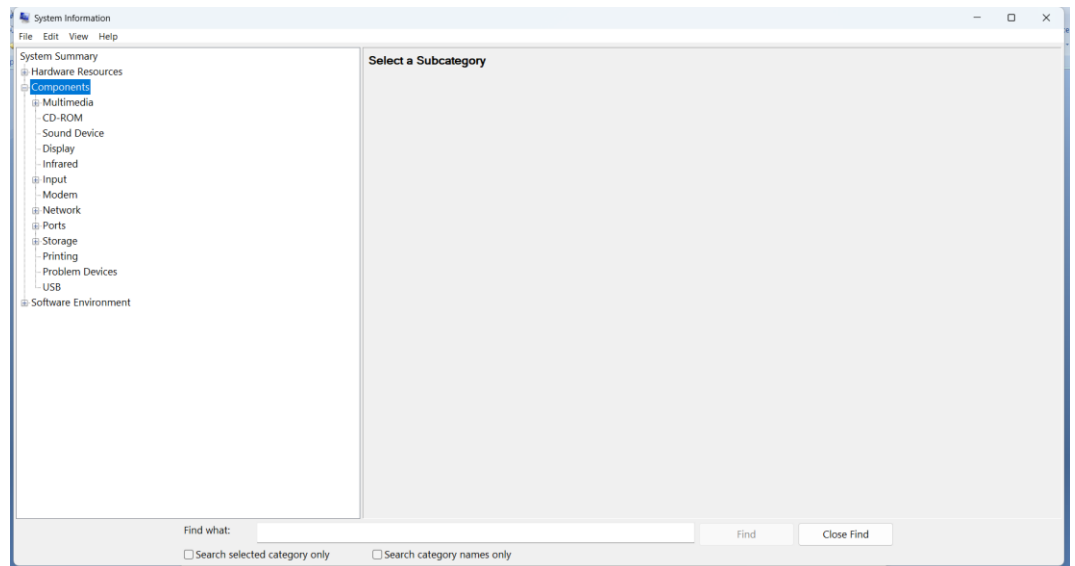 System Information
File Edit View Help
System Summary
Hardware Resources
Components
Multimedia
CD-ROM
Sound Device
Display
Infrared
Input
Modem
Network
Ports
Storage
Printing
Problem Devices
USB
Software Environment
Select a Subcategory
Find what:
Find Close Find
Search selected category only Search category names only